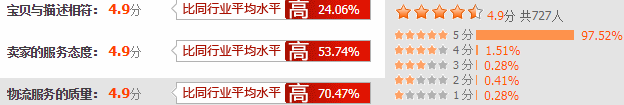 宝贝与描述相符：4.9分 比同行业平均水平 高 24.06%
卖家的服务态度：4.9分 比同行业平均水平 高 53.74%
物流服务的质量：4.9分 比同行业平均水平 高 70.47%
4.9分 共727人
5分 97.52%
4分 1.51%
3分 0.28%
2分 0.41%
1分 0.28%